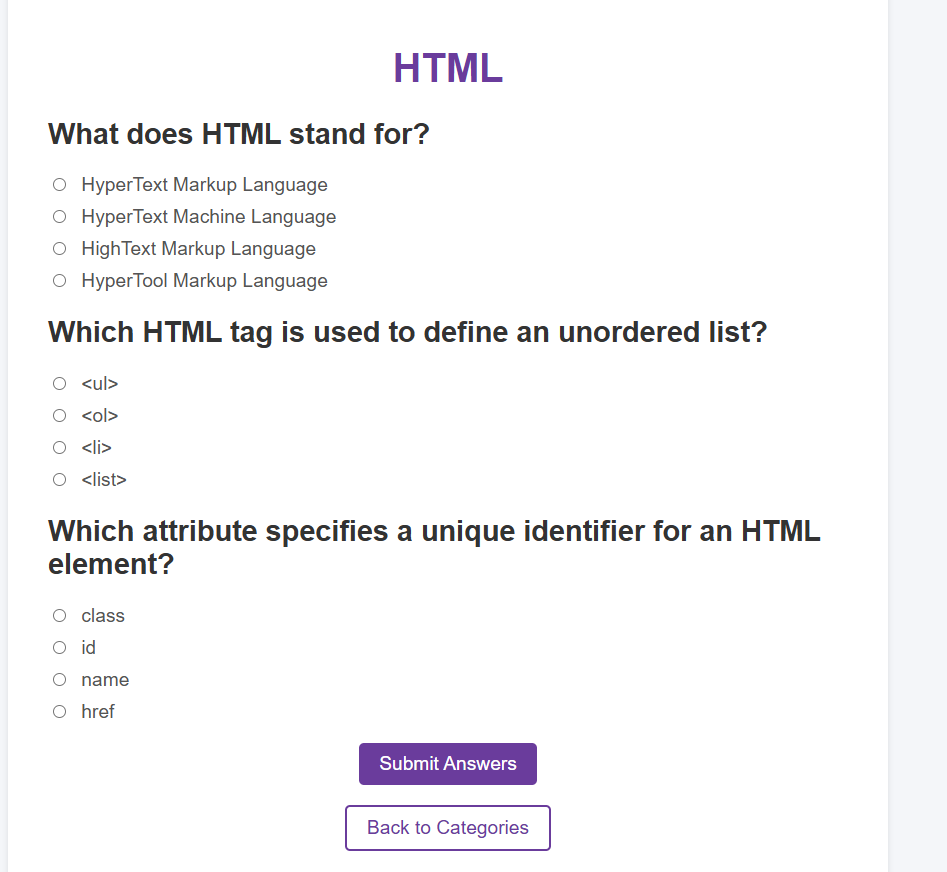 HTML
What does HTML stand for?
HyperText Markup Language
HyperText Machine Language
HighText Markup Language
HyperTool Markup Language
Which HTML tag is used to define an unordered list?
<ul>
<ol>
<li>
<list>
Which attribute specifies a unique identifier for an HTML
element?
class
id
name
href
Submit Answers
Back to Categories